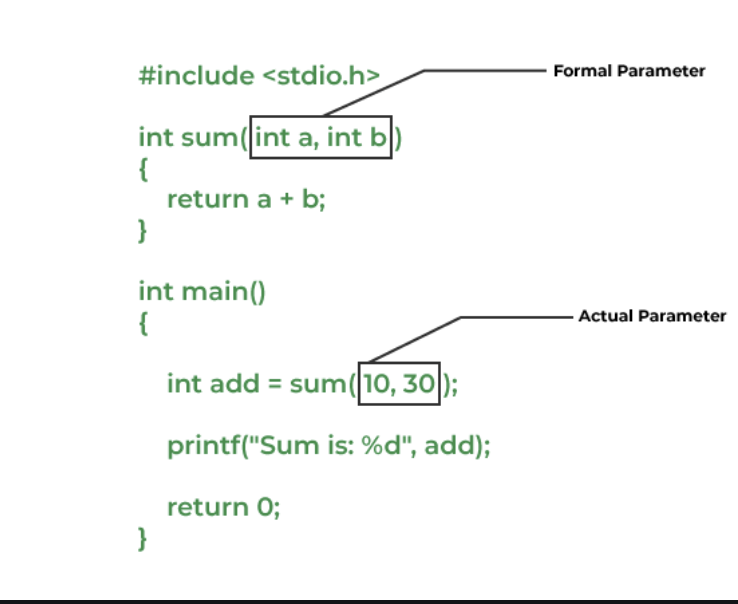 #include <stdio.h>
Formal Parameter
int sum(int a, int b)
{
return a + b;
}
int main()
{
Actual Parameter
int add = sum(10, 30);
printf("Sum is: %d", add);
return 0;
}